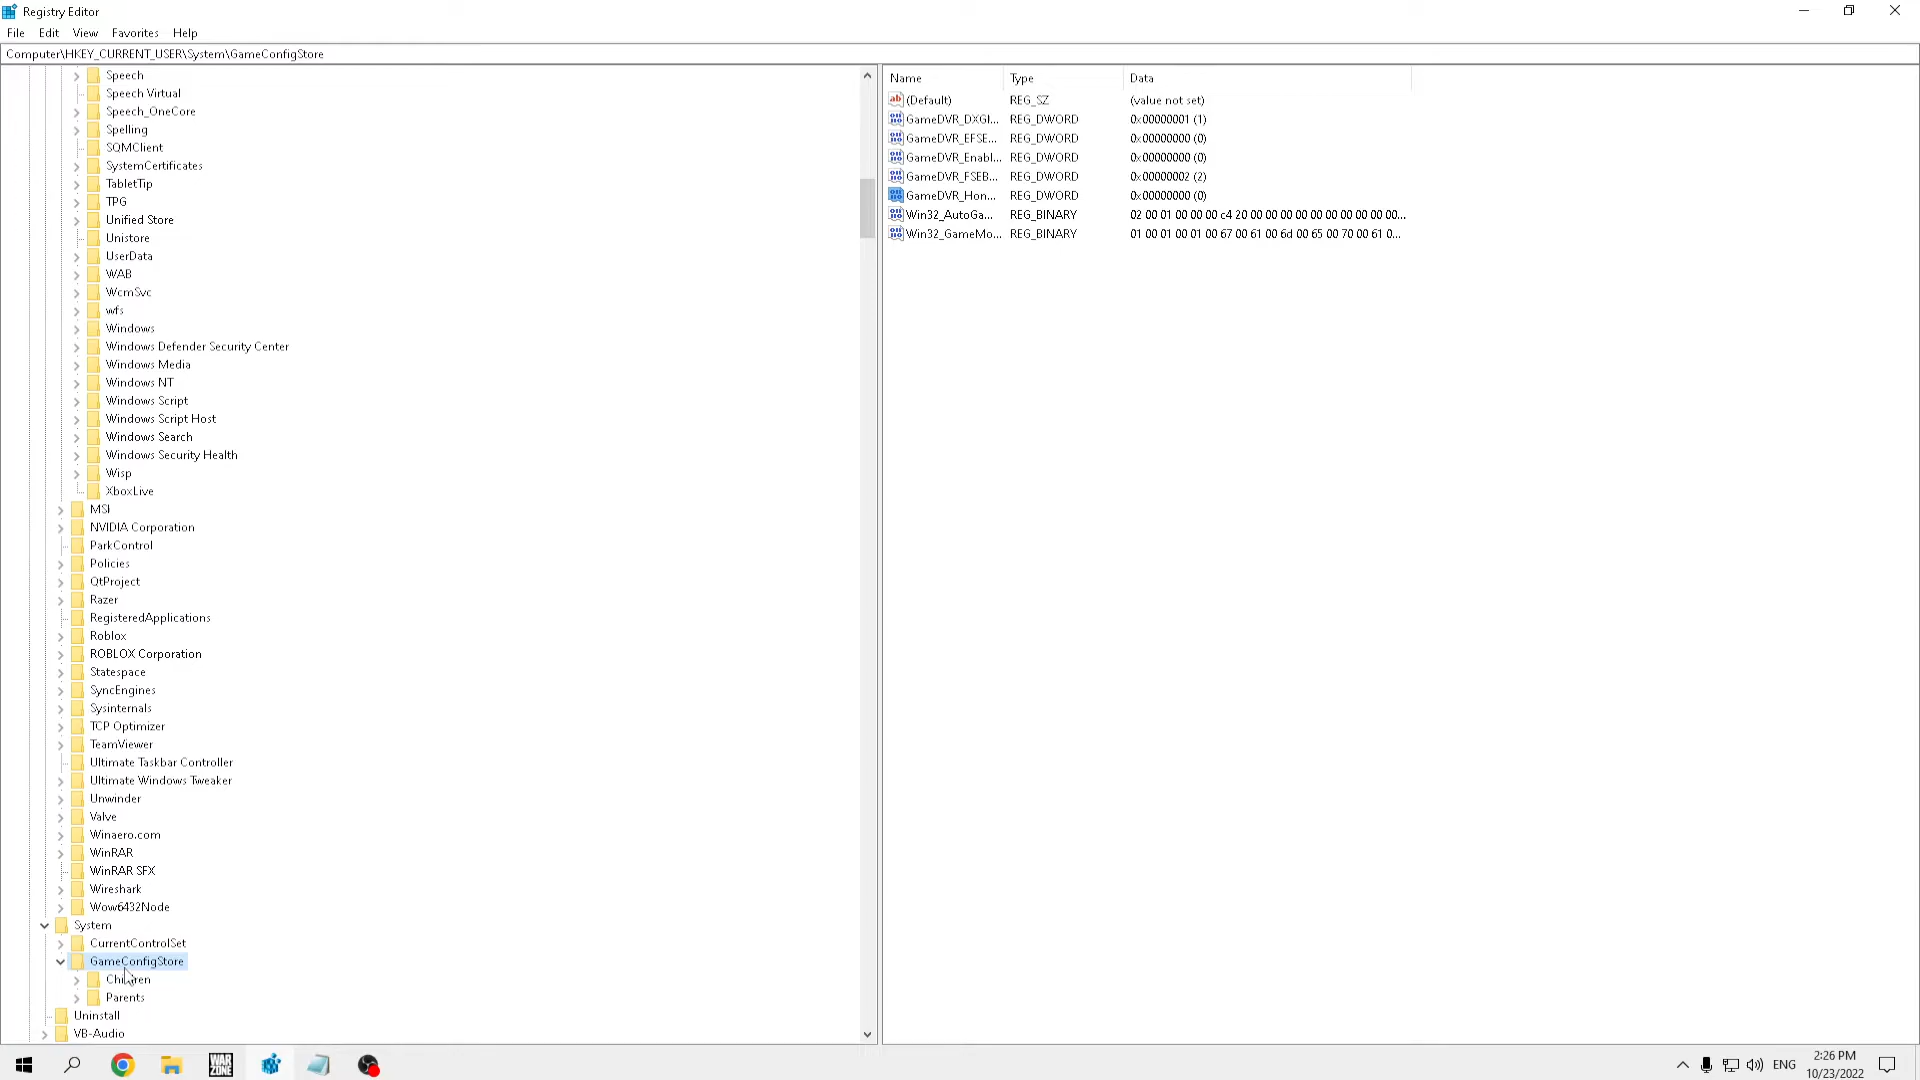 Registry Editor
File Edit View Favorites Help
Computer\HKEY_CURRENT_USER\System\GameConfigStore
Speech
Speech Virtual
Speech_OneCore
Spelling
SQMClient
SystemCertificates
TabletTip
TPG
Unified Store
Unistore
UserData
WAB
WcmSvc
wfs
Windows
Windows Defender Security Center
Windows Media
Windows NT
Windows Script
Windows Script Host
Windows Search
Windows Security Health
Wisp
XboxLive
MSI
NVIDIA Corporation
ParkControl
Policies
QtProject
Razer
RegisteredApplications
Roblox
ROBLOX Corporation
Statespace
SyncEngines
Sysinternals
TCP Optimizer
TeamViewer
Ultimate Taskbar Controller
Ultimate Windows Tweaker
Unwinder
Valve
Winaero.com
WinRAR
WinRAR SFX
Wireshark
Wow6432Node
System
CurrentControlSet
GameConfigStore
Children
Parents
Uninstall
VB-Audio
Name Type Data
(Default) REG_SZ (value not set)
GameDVR_DXGI... REG_DWORD 0x00000001 (1)
GameDVR_EFSE... REG_DWORD 0x00000000 (0)
GameDVR_Enabl... REG_DWORD 0x00000000 (0)
GameDVR_FSEB... REG_DWORD 0x00000002 (2)
GameDVR_Hon... REG_DWORD 0x00000000 (0)
Win32_AutoGa... REG_BINARY 02 00 01 00 00 00 c4 20 00 00 00 00 00 00 00 00 00 00...
Win32_GameMo... REG_BINARY 01 00 01 00 01 00 67 00 61 00 6d 00 65 00 70 00 61 0...
WAR
ZONE
ENG
2:26 PM
10/23/2022